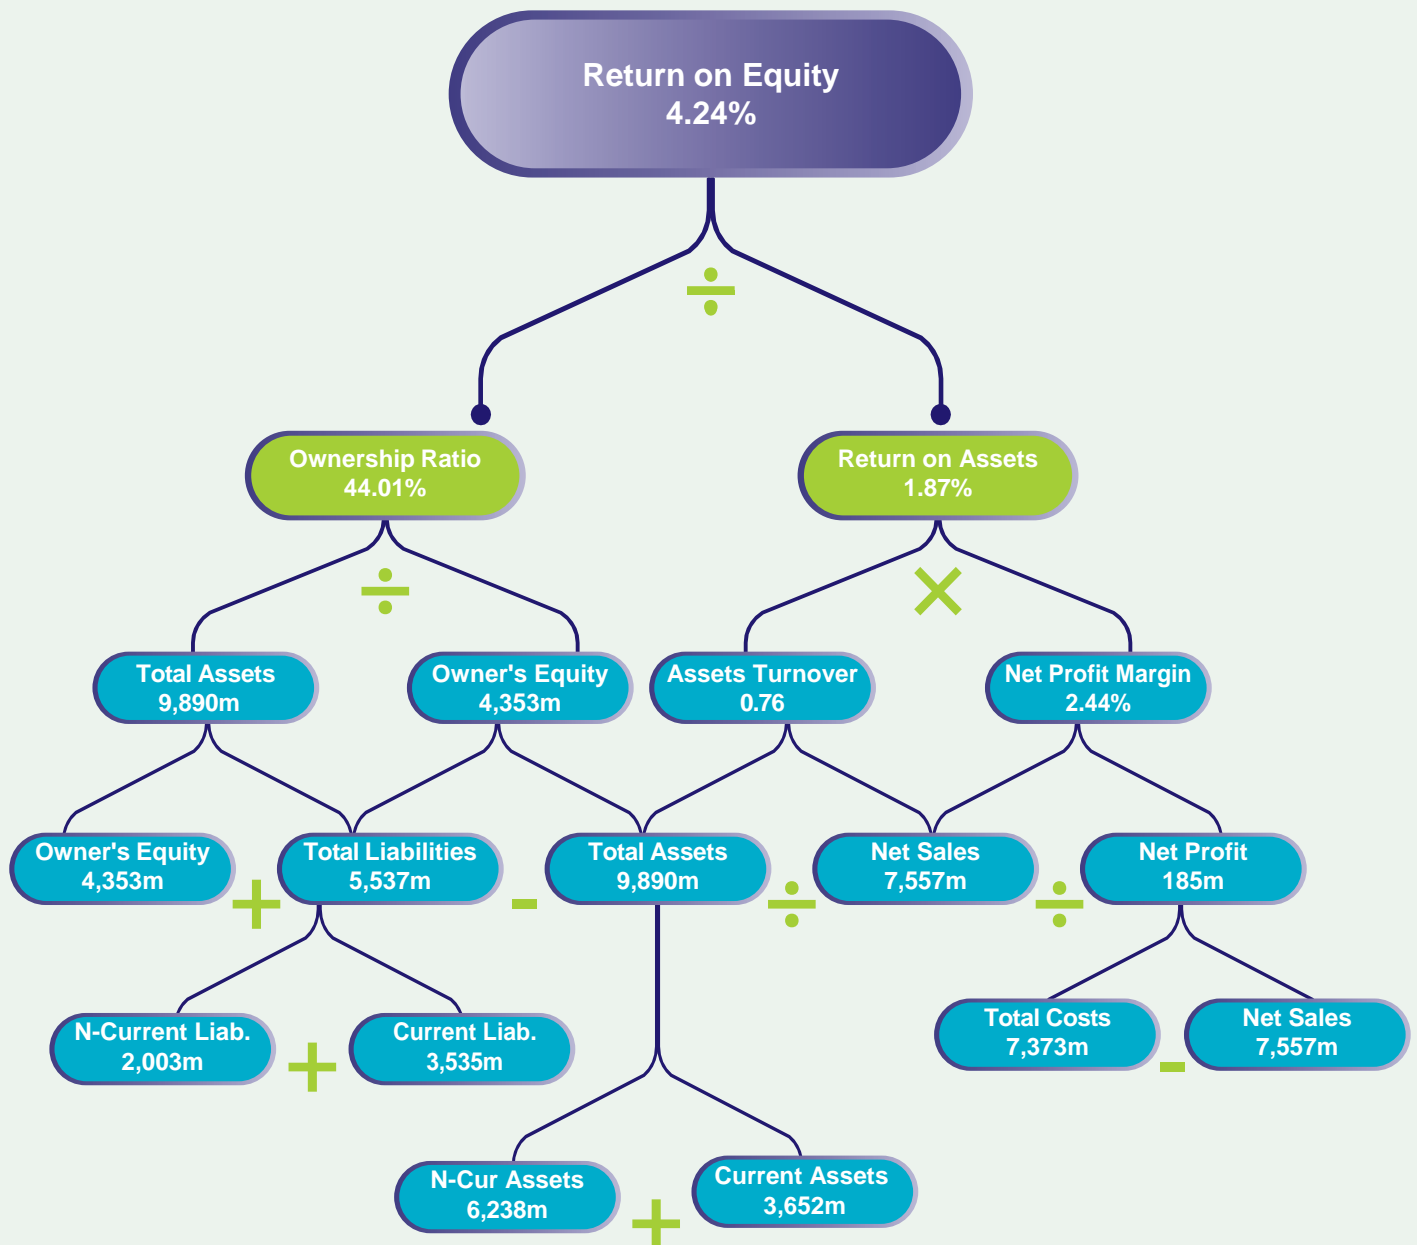 Return on Equity
4.24%
÷
Ownership Ratio
44.01%
Return on Assets
1.87%
÷
×
Total Assets
9,890m
Owner's Equity
4,353m
Assets Turnover
0.76
Net Profit Margin
2.44%
Owner's Equity
4,353m
+
Total Liabilities
5,537m
-
Total Assets
9,890m
÷
Net Sales
7,557m
÷
Net Profit
185m
N-Current Liab.
2,003m
+
Current Liab.
3,535m
Total Costs
7,373m
-
Net Sales
7,557m
N-Cur Assets
6,238m
+
Current Assets
3,652m